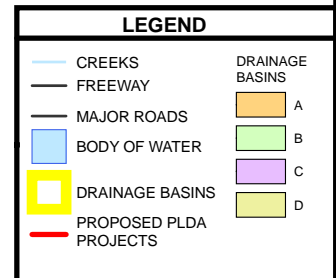 LEGEND
CREEKS
FREEWAY
MAJOR ROADS
BODY OF WATER
DRAINAGE BASINS
PROPOSED PLDA
PROJECTS
DRAINAGE
BASINS
A
B
C
D